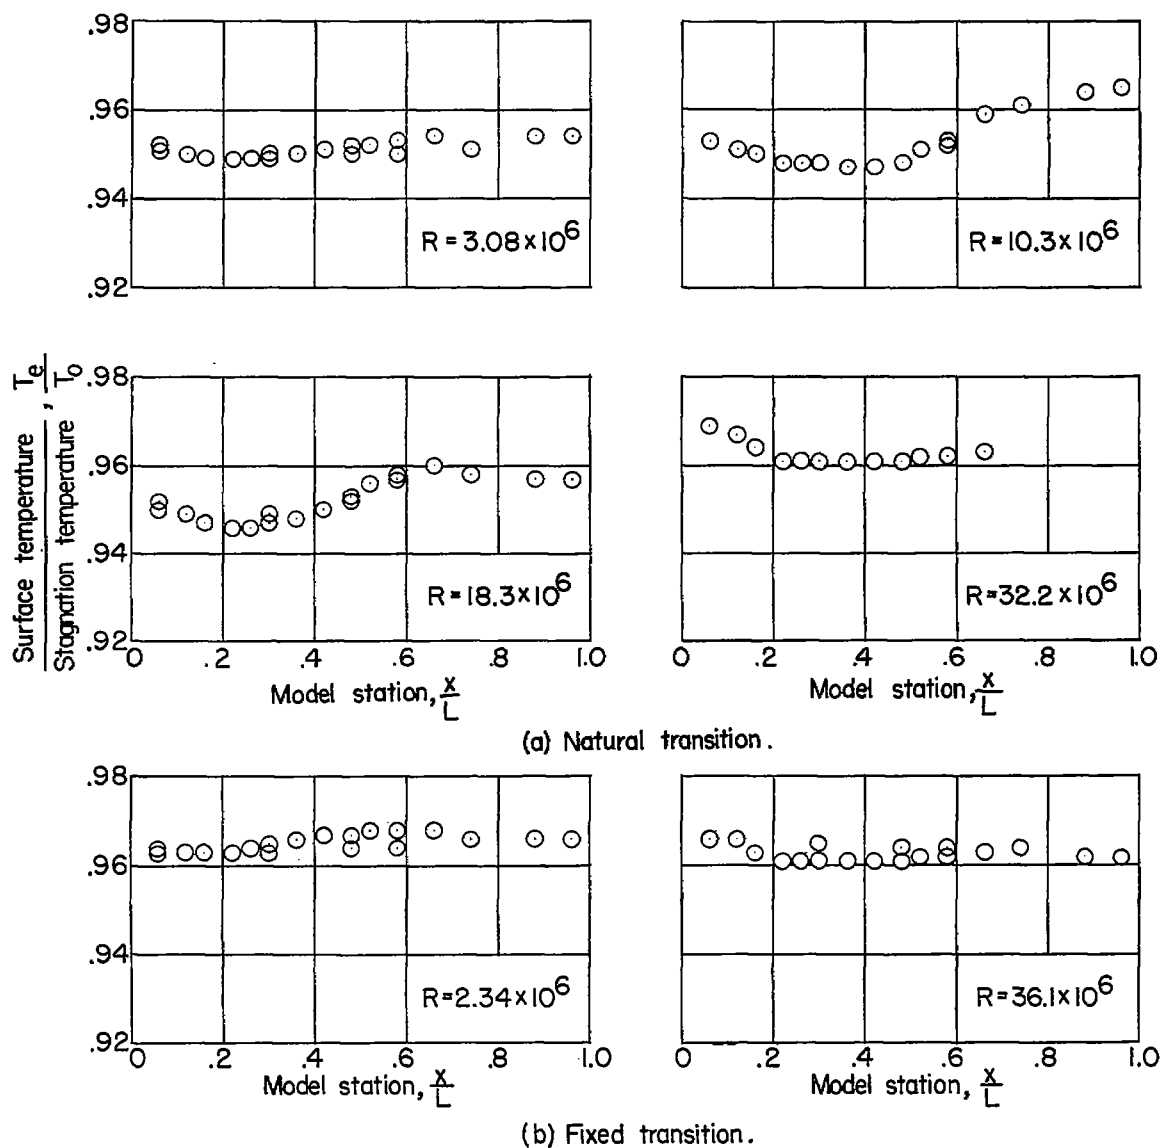 .98
.96
.94
.92
R=3.08×10⁶
R=10.3×10⁶
Surface temperature / Stagnation temperature , Te / To
.98
.96
.94
.92
R=18.3×10⁶
R=32.2×10⁶
0 .2 .4 .6 .8 1.0
0 .2 .4 .6 .8 1.0
Model station, x/L
Model station, x/L
(a) Natural transition.
.98
.96
.94
.92
R=2.34×10⁶
R=36.1×10⁶
0 .2 .4 .6 .8 1.0
0 .2 .4 .6 .8 1.0
Model station, x/L
Model station, x/L
(b) Fixed transition.